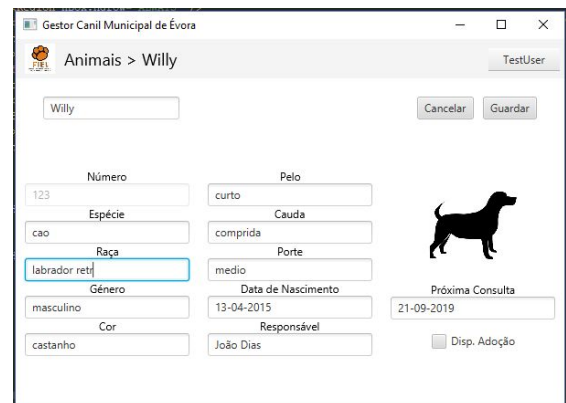 Gestor Canil Municipal de Évora
FIEL
Animais > Willy
TestUser
Willy
Cancelar
Guardar
Número
Pelo
123
curto
Espécie
Cauda
cao
comprida
Raça
Porte
labrador retr
medio
Género
Data de Nascimento
Próxima Consulta
masculino
13-04-2015
21-09-2019
Cor
Responsável
castanho
João Dias
Disp. Adoção